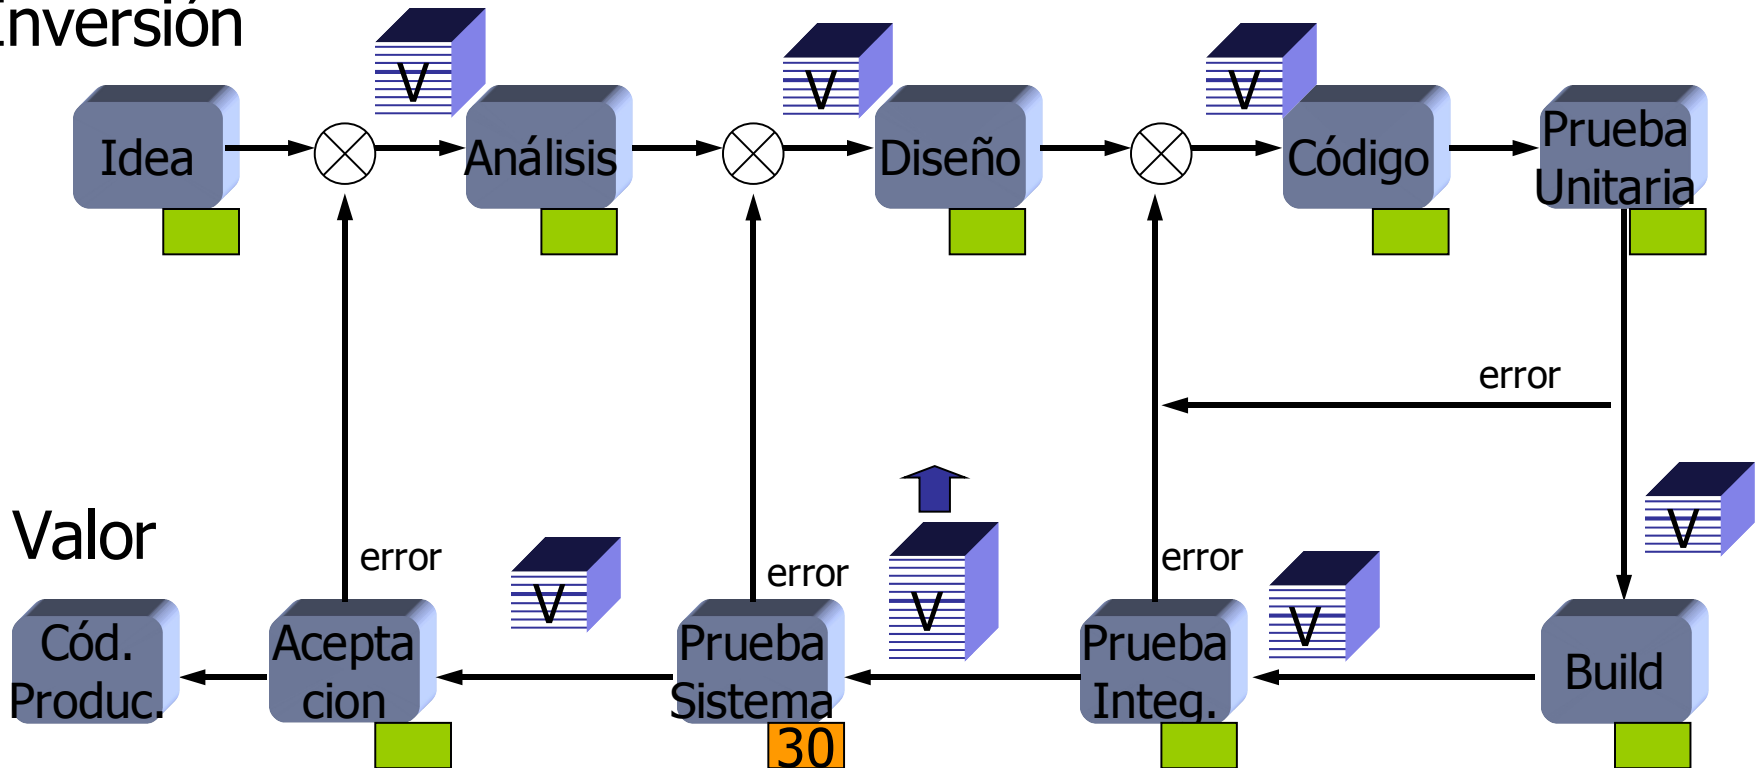 Inversión
V
V
V
Idea
Análisis
Diseño
Código
Prueba
Unitaria
error
Valor
error
V
error
V
error
V
V
Cód.
Produc.
Acepta
cion
Prueba
Sistema
30
Prueba
Integ.
Build